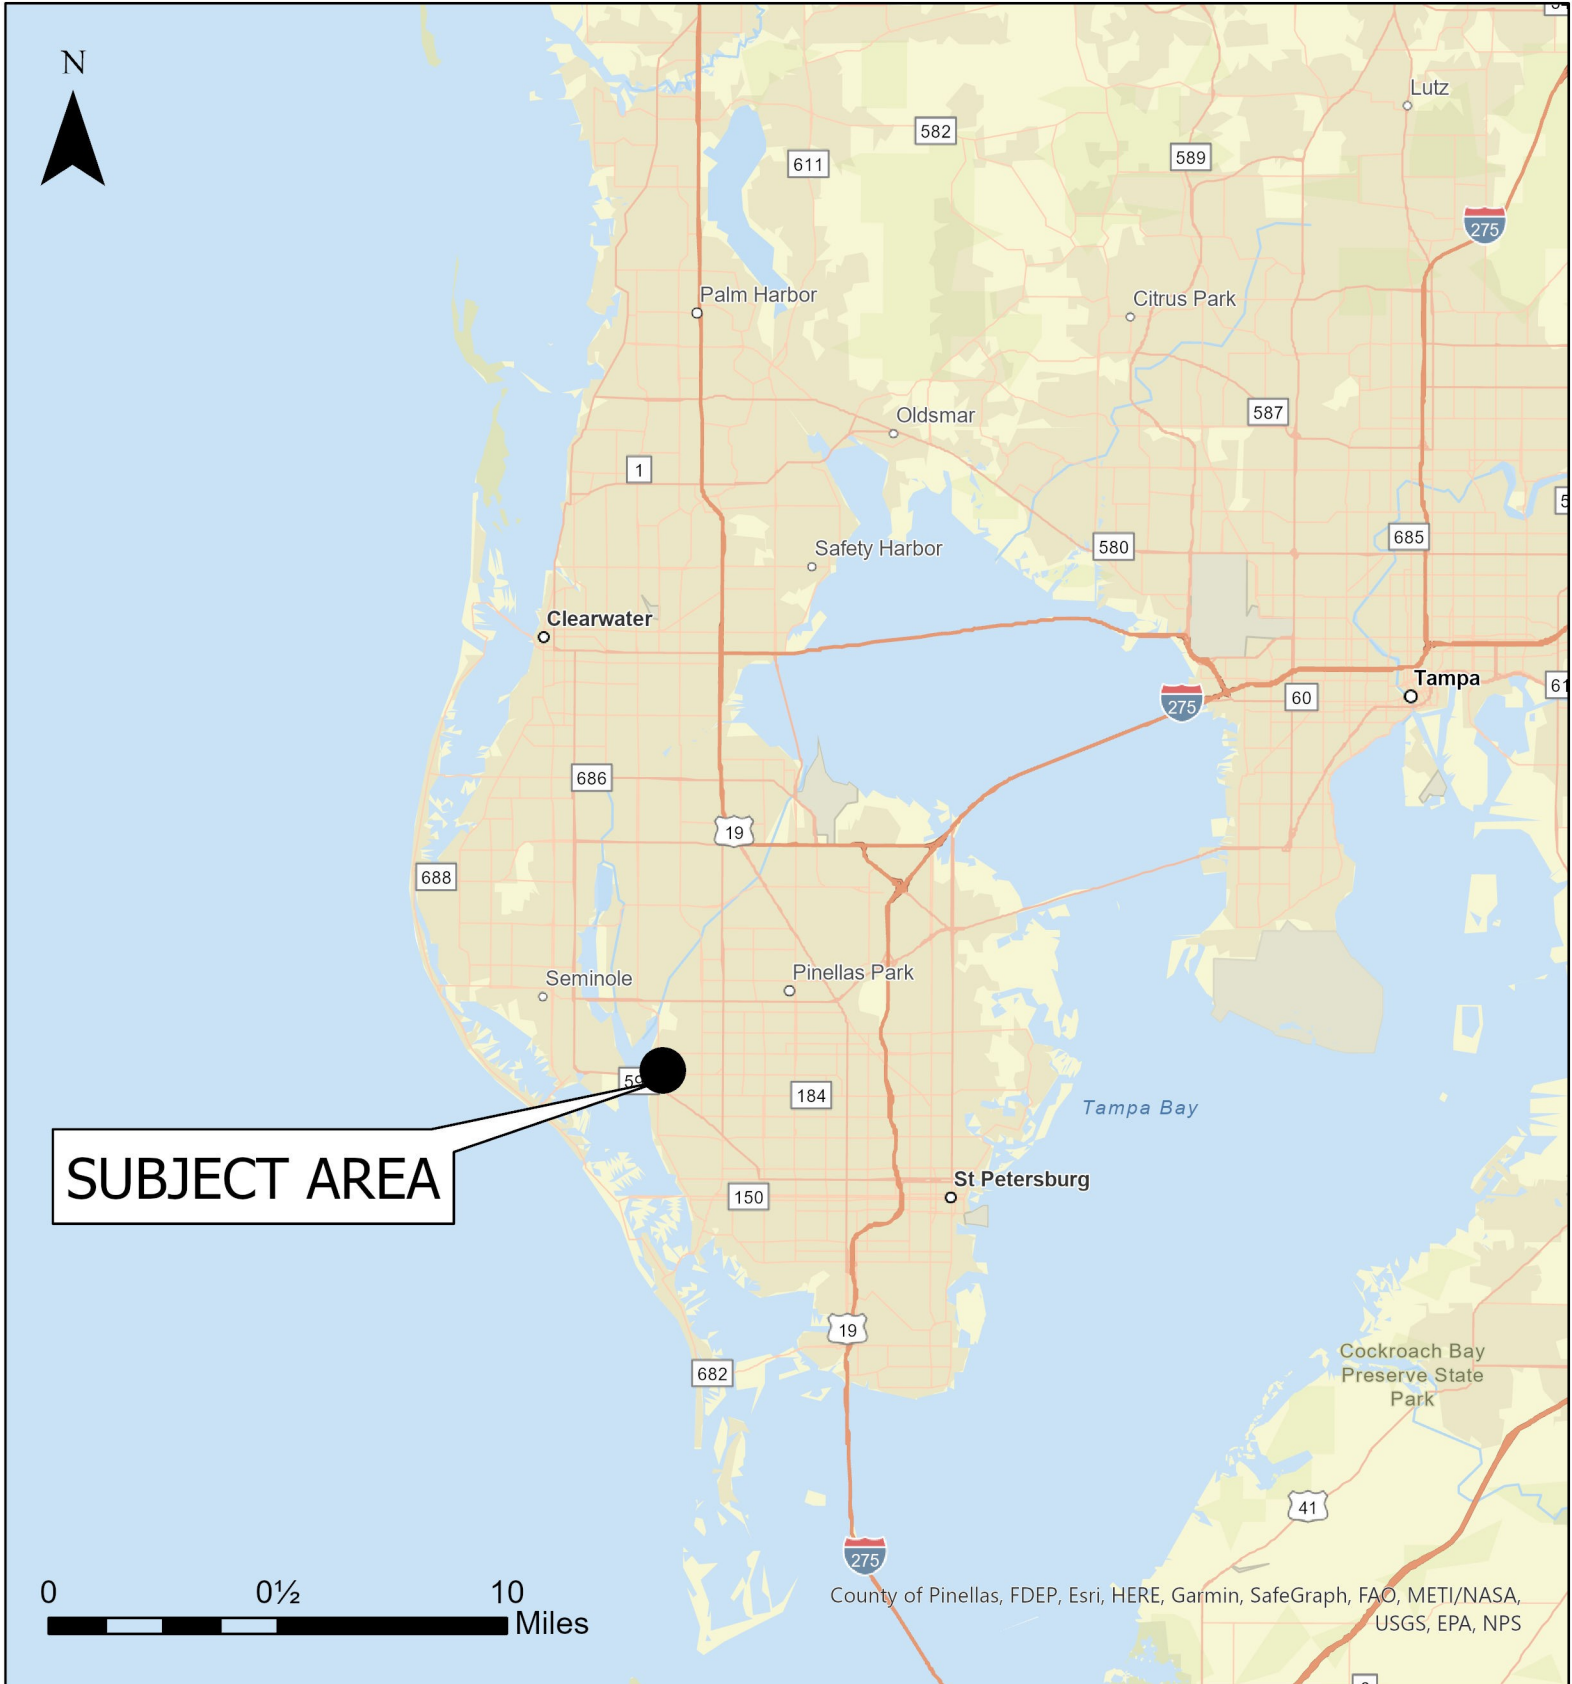 N
Lutz
582
589
611
275
Palm Harbor
Citrus Park
Oldsmar
587
1
685
Safety Harbor
580
Clearwater
Tampa
60
275
61
686
19
688
Pinellas Park
Seminole
184
Tampa Bay
SUBJECT AREA
St Petersburg
150
19
Cockroach Bay
Preserve State
Park
682
41
275
0 0½ 10
Miles
County of Pinellas, FDEP, Esri, HERE, Garmin, SafeGraph, FAO, METI/NASA,
USGS, EPA, NPS